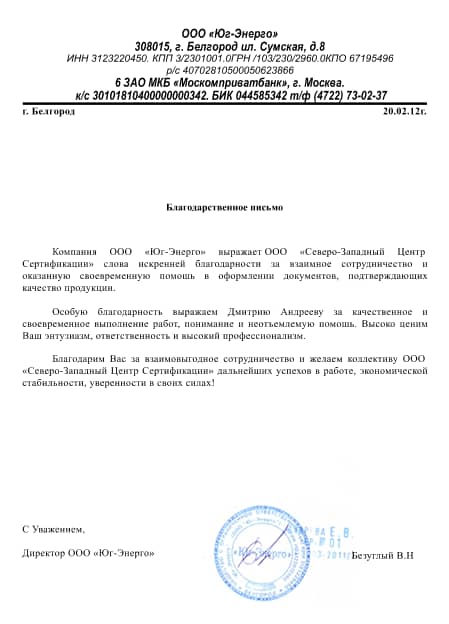 ООО «Юг-Энерго»
308015, г. Белгород ил. Сумская, д.8
ИНН 3123220450. КПП 3/2301001.0ГРН /103/230/2960.0КПО 67195496
р/с 40702810500050623866
6 ЗАО МКБ «Москомприватбанк», г. Москва.
к/с 30101810400000000342. БИК 044585342 т/ф (4722) 73-02-37
г. Белгород 20.02.12г.
Благодарственное письмо
Компания ООО «Юг-Энерго» выражает ООО «Северо-Западный Центр
Сертификации» слова искренней благодарности за взаимное сотрудничество и
оказанную своевременную помощь в оформлении документов, подтверждающих
качество продукции.
Особую благодарность выражаем Дмитрию Андрееву за качественное и
своевременное выполнение работ, понимание и неотъемлемую помощь. Высоко ценим
Ваш энтузиазм, ответственность и высокий профессионализм.
Благодарим Вас за взаимовыгодное сотрудничество и желаем коллективу ООО
«Северо-Западный Центр Сертификации» дальнейших успехов в работе, экономической
стабильности, уверенности в своих силах!
С Уважением,
Директор ООО «Юг-Энерго» Безуглый В.Н
«Юг-Энерго»
БЕЛГОРОД